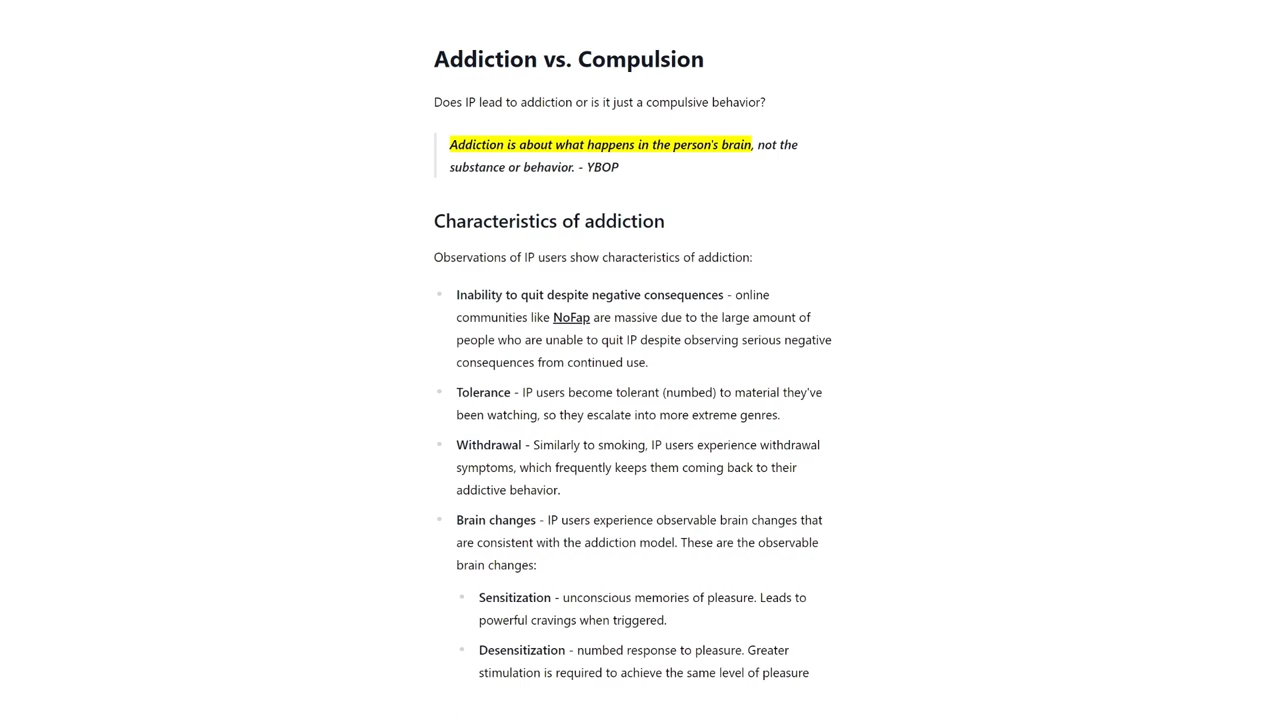 Addiction vs. Compulsion
Does IP lead to addiction or is it just a compulsive behavior?
Addiction is about what happens in the person's brain, not the
substance or behavior. - YBOP
Characteristics of addiction
Observations of IP users show characteristics of addiction:
Inability to quit despite negative consequences - online
communities like NoFap are massive due to the large amount of
people who are unable to quit IP despite observing serious negative
consequences from continued use.
Tolerance - IP users become tolerant (numbed) to material they've
been watching, so they escalate into more extreme genres.
Withdrawal - Similarly to smoking, IP users experience withdrawal
symptoms, which frequently keeps them coming back to their
addictive behavior.
Brain changes - IP users experience observable brain changes that
are consistent with the addiction model. These are the observable
brain changes:
Sensitization - unconscious memories of pleasure. Leads to
powerful cravings when triggered.
Desensitization - numbed response to pleasure. Greater
stimulation is required to achieve the same level of pleasure